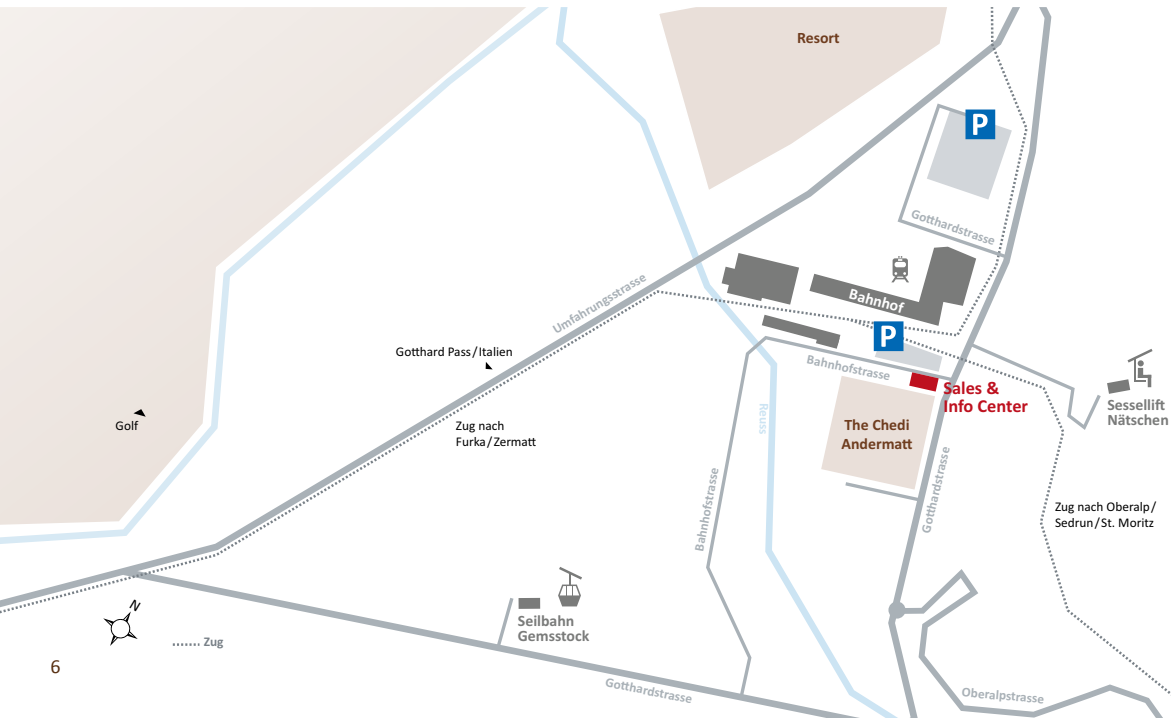 Resort
P
Gotthardstrasse
Bahnhof
Umfahrungsstrasse
P
Gotthard Pass/Italien
Bahnhofstrasse
Sales &
Info Center
Sessellift
Nätschen
Golf
Zug nach
Furka/Zermatt
Reuss
The Chedi
Andermatt
Bahnhofstrasse
Gotthardstrasse
Zug nach Oberalp/
Sedrun/St. Moritz
N
Zug
Seilbahn
Gemsstock
6
Gotthardstrasse
Oberalpstrasse